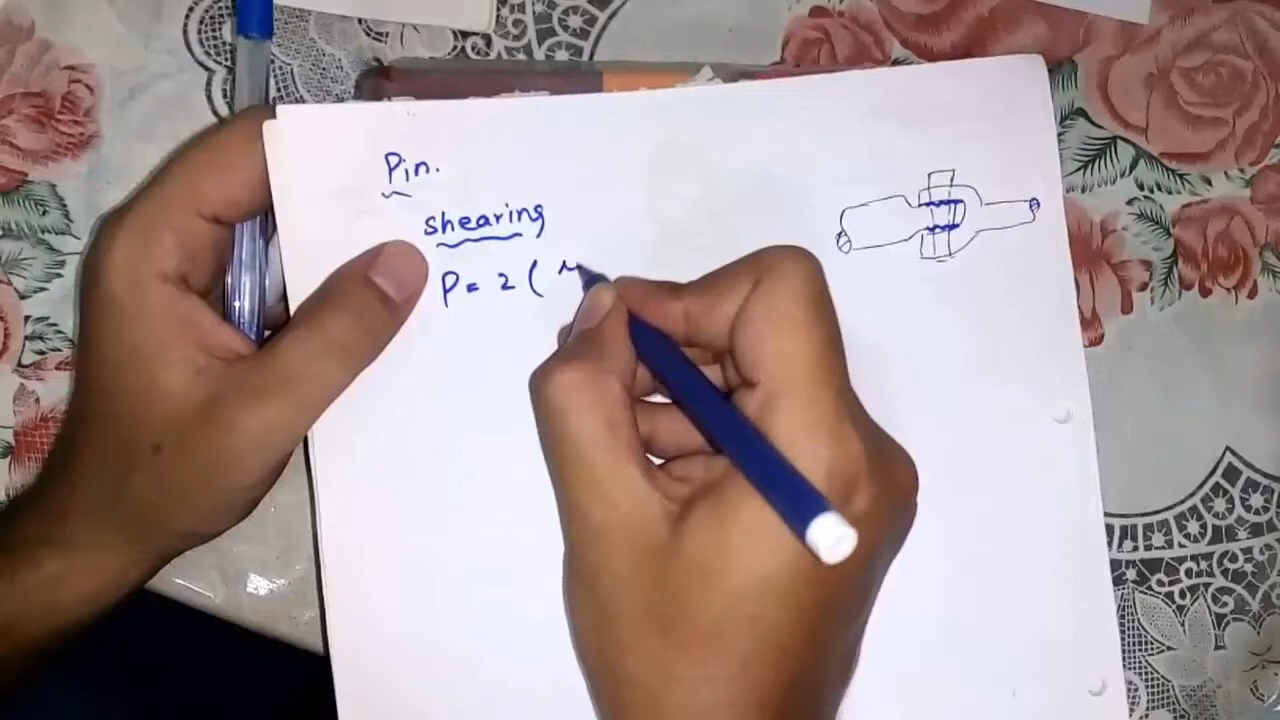 Pin.
shearing
P = 2 (